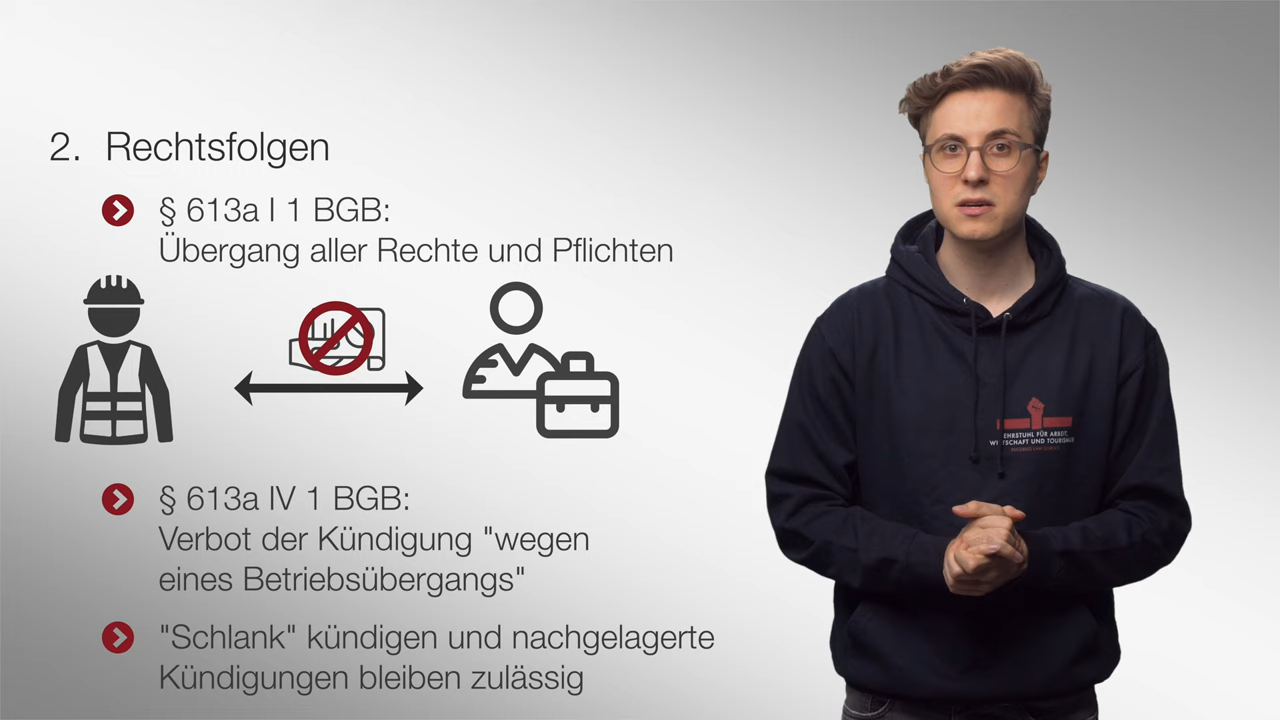 2. Rechtsfolgen
§ 613a I 1 BGB:
Übergang aller Rechte und Pflichten
§ 613a IV 1 BGB:
Verbot der Kündigung "wegen
eines Betriebsübergangs"
"Schlank" kündigen und nachgelagerte
Kündigungen bleiben zulässig
EHRSTUHL FÜR ARBEIT,
WIRTSCHAFT UND TOURISMUS